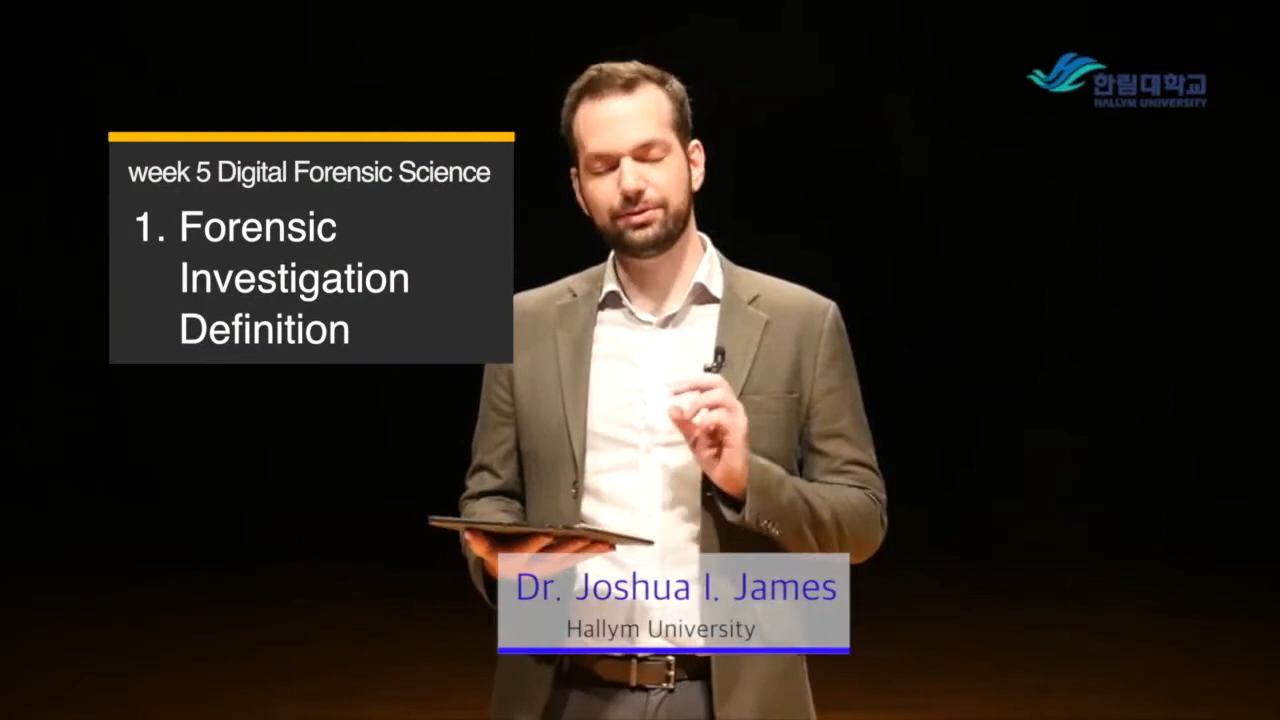 한림대학교
HALLYM UNIVERSITY
week 5 Digital Forensic Science
1. Forensic
Investigation
Definition
Dr. Joshua I. James
Hallym University